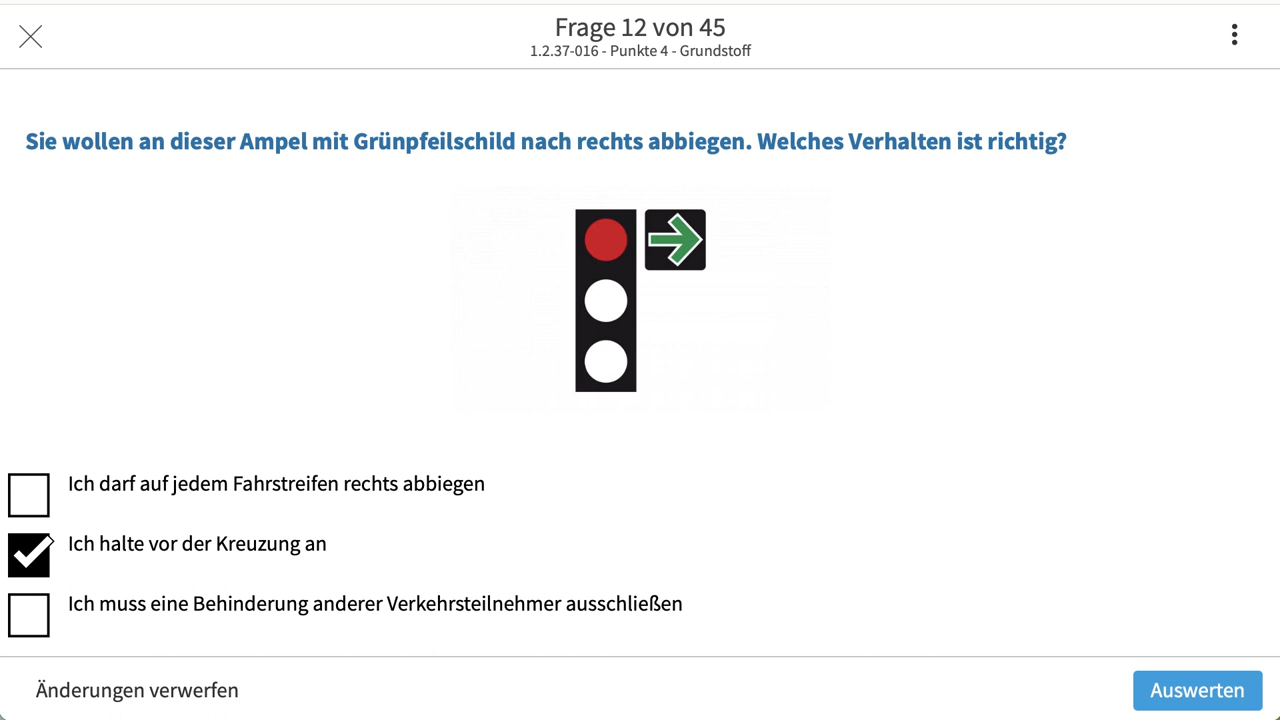 Frage 12 von 45
1.2.37-016 - Punkte 4 - Grundstoff
Sie wollen an dieser Ampel mit Grünpfeilschild nach rechts abbiegen. Welches Verhalten ist richtig?
Ich darf auf jedem Fahrstreifen rechts abbiegen
Ich halte vor der Kreuzung an
Ich muss eine Behinderung anderer Verkehrsteilnehmer ausschließen
Änderungen verwerfen
Auswerten